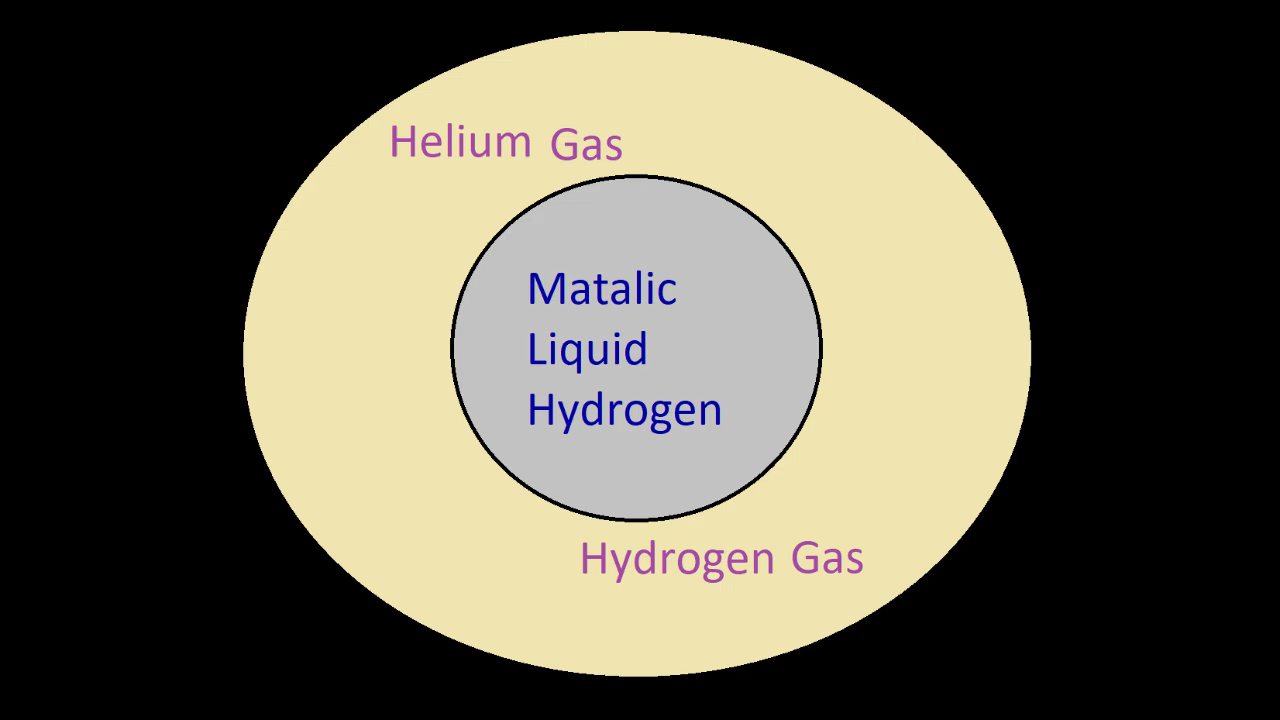 Helium Gas
Matalic
Liquid
Hydrogen
Hydrogen Gas